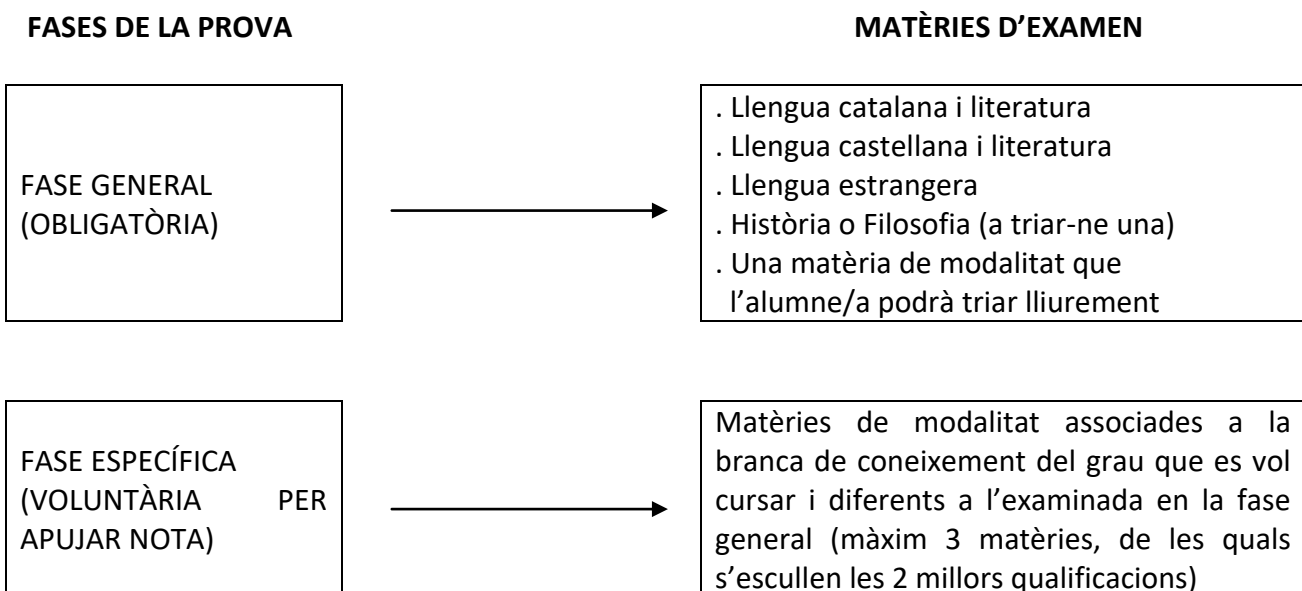 FASES DE LA PROVA
MATÈRIES D’EXAMEN
FASE GENERAL
(OBLIGATÒRIA)
. Llengua catalana i literatura
. Llengua castellana i literatura
. Llengua estrangera
. Història o Filosofia (a triar-ne una)
. Una matèria de modalitat que
l’alumne/a podrà triar lliurement
FASE ESPECÍFICA
(VOLUNTÀRIA PER
APUJAR NOTA)
Matèries de modalitat associades a la
branca de coneixement del grau que es vol
cursar i diferents a l’examinada en la fase
general (màxim 3 matèries, de les quals
s’escullen les 2 millors qualificacions)